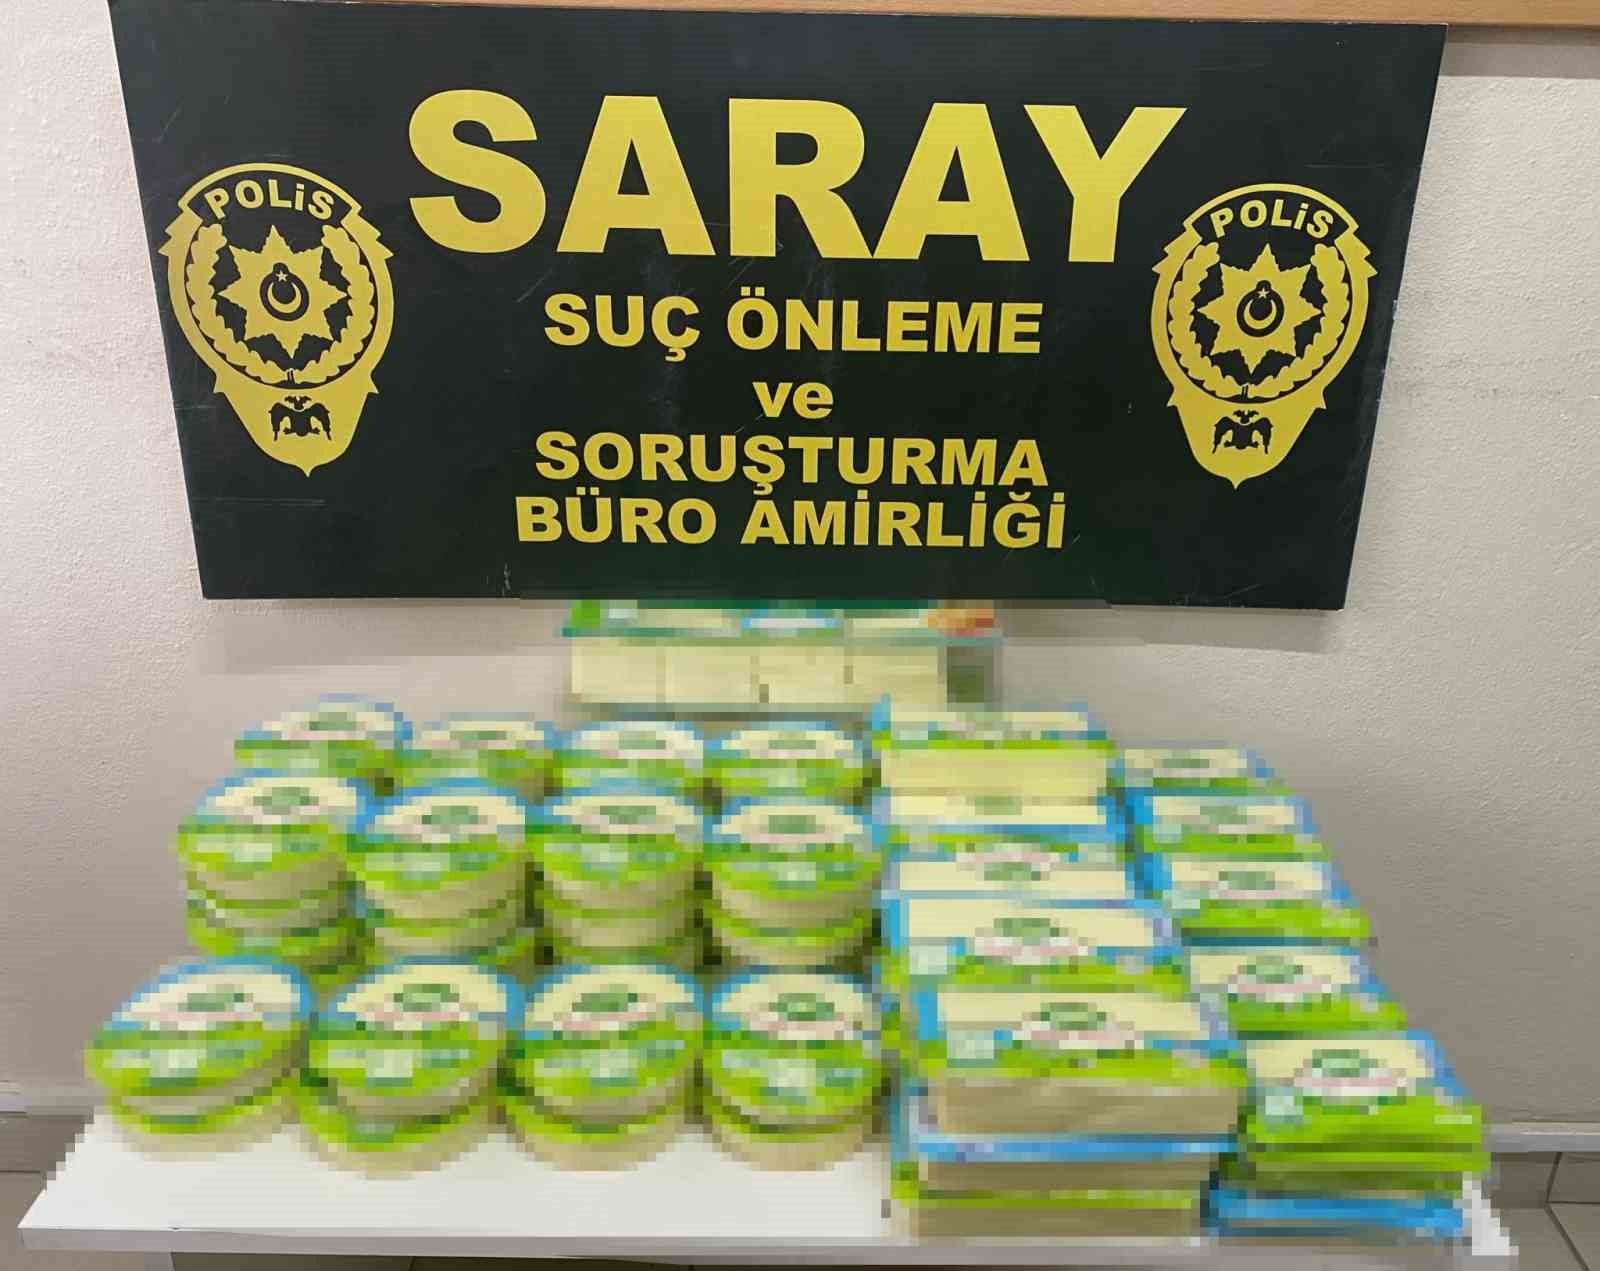 SARAY
POLİS
POLİS
SUÇ ÖNLEME
ve
SORUŞTURMA
BÜRO AMİRLİĞİ